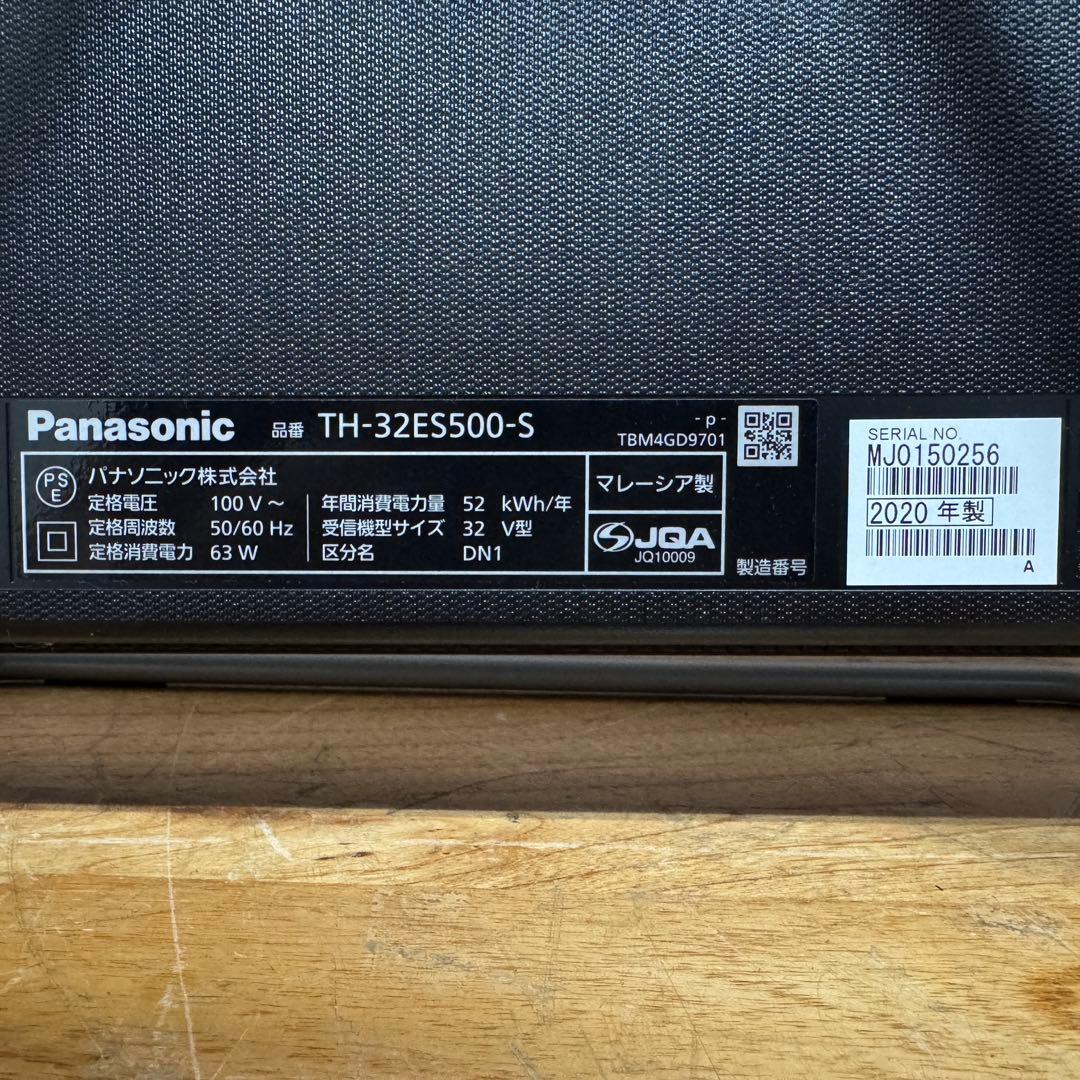 Panasonic 品番 TH-32ES500-S
- p -
TBM4GD9701
PS
E
パナソニック株式会社
定格電圧 100 V ～
定格周波数 50/60 Hz
定格消費電力 63 W
年間消費電力量 52 kWh/年
受信機型サイズ 32 V型
区分名 DN1
マレーシア製
JQA
JQ10009
製造番号
SERIAL NO.
MJ0150256
2020 年製
A